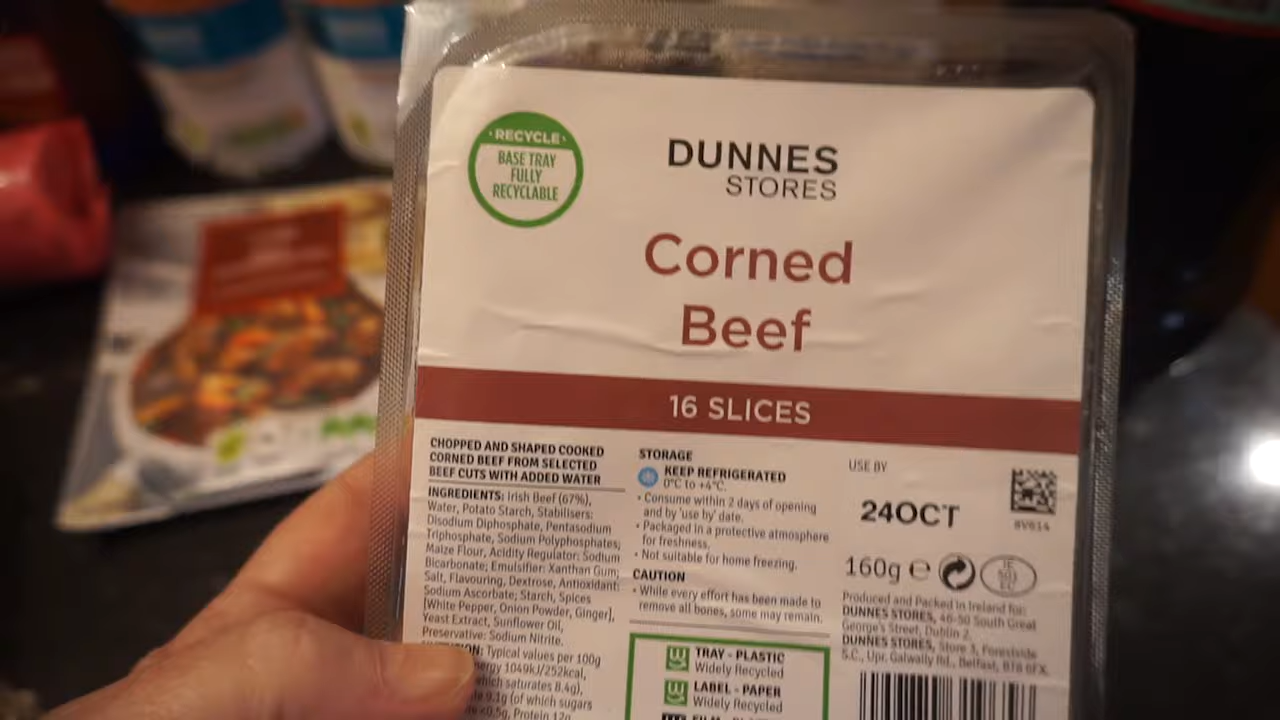 RECYCLE
BASE TRAY
FULLY
RECYCLABLE
DUNNES
STORES
Corned
Beef
16 SLICES
CHOPPED AND SHAPED COOKED
CORNED BEEF FROM SELECTED
BEEF CUTS WITH ADDED WATER
INGREDIENTS: Irish Beef (67%),
Water, Potato Starch, Stabilisers:
Disodium Diphosphate, Pentasodium
Triphosphate, Sodium Polyphosphates;
Maize Flour, Acidity Regulator: Sodium
Bicarbonate; Emulsifier: Xanthan Gum;
Salt, Flavouring, Dextrose, Antioxidant:
Sodium Ascorbate; Starch, Spices
[White Pepper, Onion Powder, Ginger],
Yeast Extract, Sunflower Oil,
Preservative: Sodium Nitrite.
Typical values per 100g
1049kJ/252kcal,
which saturates 8.4g),
(of which sugars
<0.5g, Protein 12g
STORAGE
KEEP REFRIGERATED
0°C to +4°C.
• Consume within 2 days of opening
and by 'use by' date.
• Packaged in a protective atmosphere
for freshness.
• Not suitable for home freezing.
CAUTION
• While every effort has been made to
remove all bones, some may remain.
TRAY - PLASTIC
Widely Recycled
LABEL - PAPER
Widely Recycled
USE BY
24OCT
8V614
160g e
IE
EC
Produced and Packed in Ireland for:
DUNNES STORES, 46-50 South Great
George's Street, Dublin 2.
DUNNES STORES, Store 3, Forestside
S.C., Upr. Galwally Rd., Belfast, BT8 6FX.